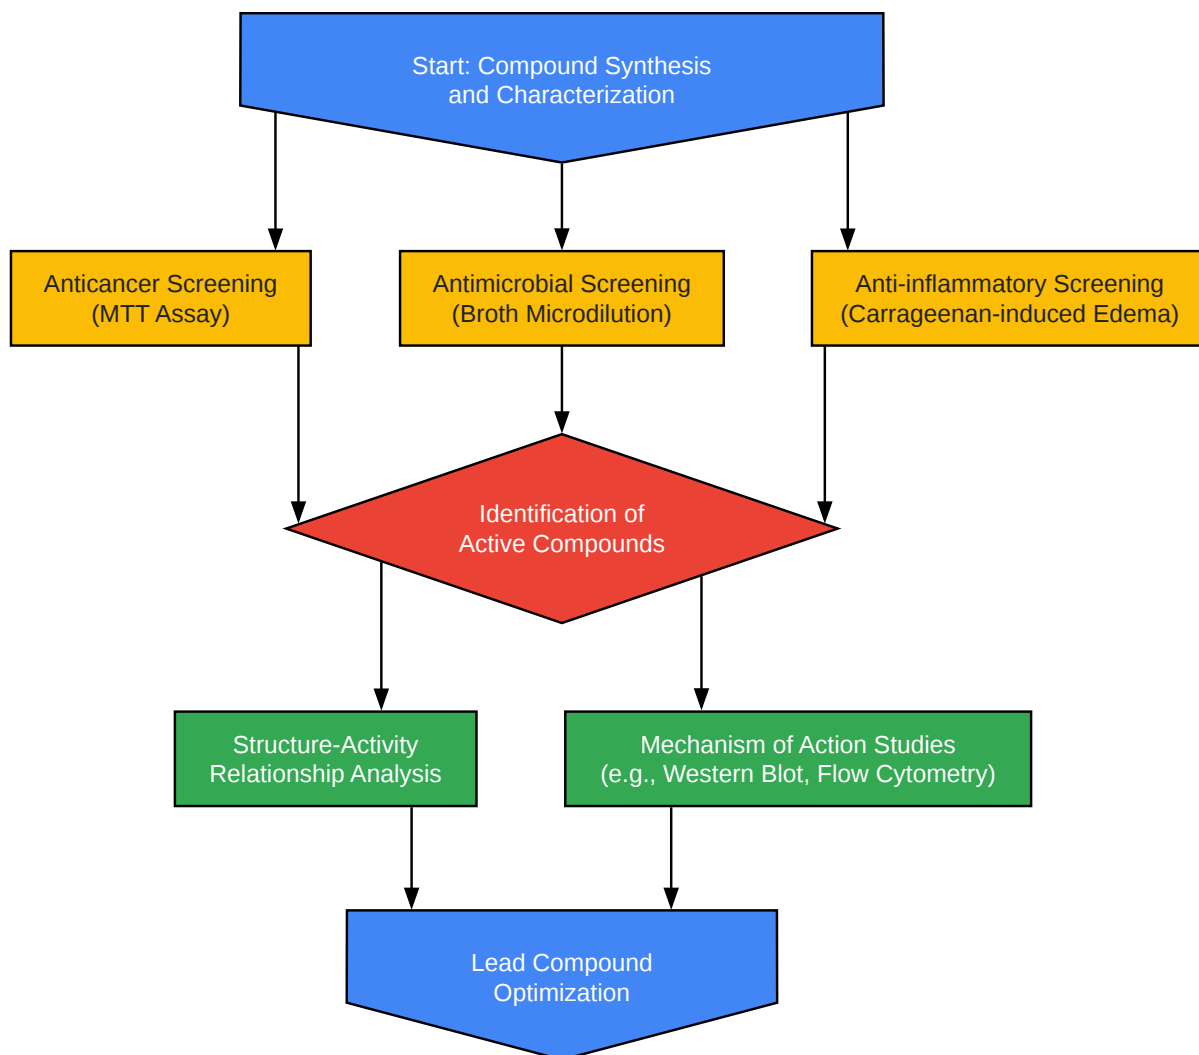 Start: Compound Synthesis
and Characterization
Anticancer Screening
(MTT Assay)
Antimicrobial Screening
(Broth Microdilution)
Anti-inflammatory Screening
(Carrageenan-induced Edema)
Identification of
Active Compounds
Structure-Activity
Relationship Analysis
Mechanism of Action Studies
(e.g., Western Blot, Flow Cytometry)
Lead Compound
Optimization